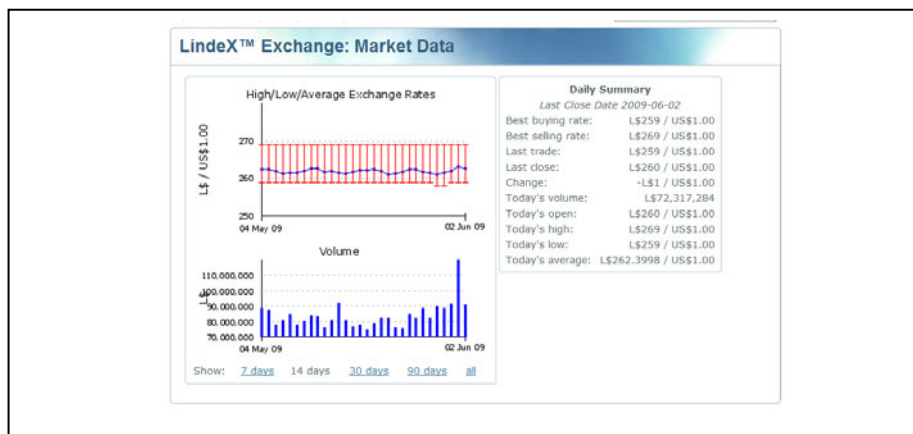 LindeX™ Exchange: Market Data
High/Low/Average Exchange Rates
L$ / US$1.00
270
260
250
04 May 09 02 Jun 09
Volume
L$
110.000.000
100.000.000
90.000.000
80.000.000
70.000.000
04 May 09 02 Jun 09
Show: 7 days 14 days 30 days 90 days all
Daily Summary
Last Close Date 2009-06-02
Best buying rate: L$259 / US$1.00
Best selling rate: L$269 / US$1.00
Last trade: L$259 / US$1.00
Last close: L$260 / US$1.00
Change: -L$1 / US$1.00
Today's volume: L$72,317,284
Today's open: L$260 / US$1.00
Today's high: L$269 / US$1.00
Today's low: L$259 / US$1.00
Today's average: L$262.3998 / US$1.00